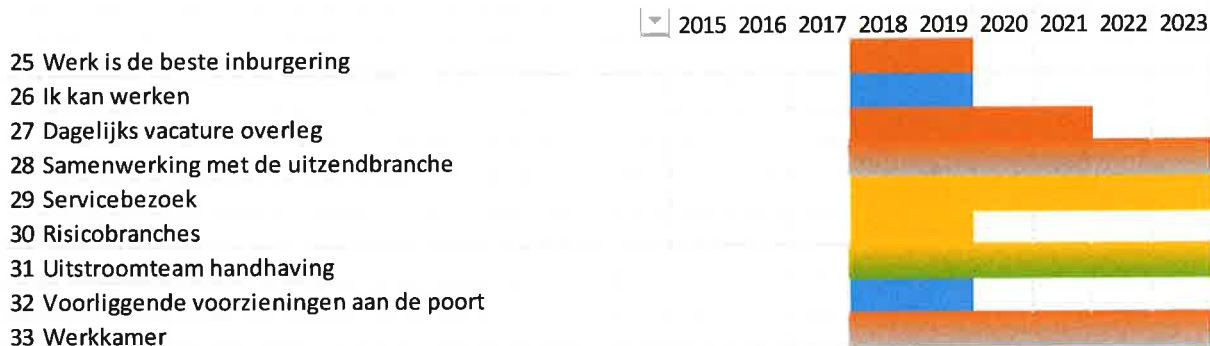 2015 2016 2017 2018 2019 2020 2021 2022 2023
25 Werk is de beste inburgering
26 Ik kan werken
27 Dagelijks vacature overleg
28 Samenwerking met de uitzendbranche
29 Servicebezoek
30 Risicobranches
31 Uitstroomteam handhaving
32 Voorliggende voorzieningen aan de poort
33 Werkkamer